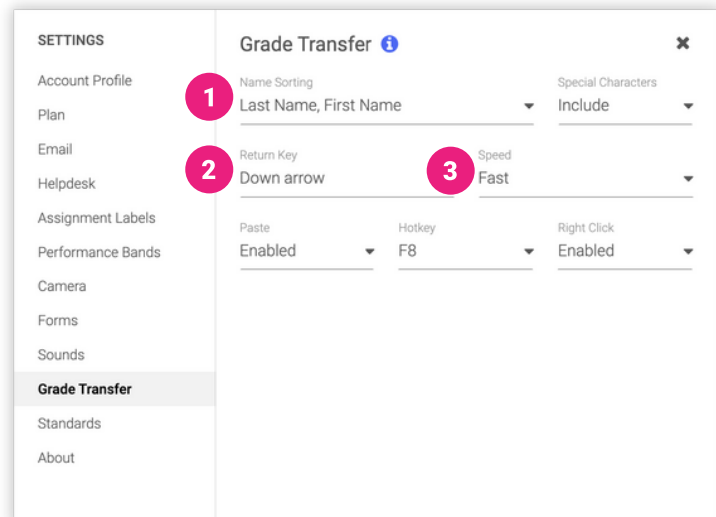 SETTINGS
Account Profile
Plan
Email
Helpdesk
Assignment Labels
Performance Bands
Camera
Forms
Sounds
Grade Transfer
Standards
About
Grade Transfer
Name Sorting
Special Characters
1
Last Name, First Name
Include
Return Key
Speed
2
Down arrow
3
Fast
Paste
Hotkey
Right Click
Enabled
F8
Enabled